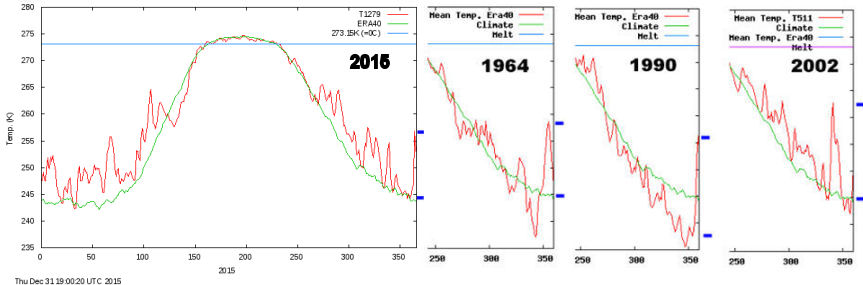 T1279
ERA40
273.15K (=0C)
2015
280
275
270
265
260
255
250
245
240
235
Temp. (K)
0 50 100 150 200 250 300 350
2015
Thu Dec 31 19:00:20 UTC 2015
Mean Temp. Era40
Climate
Melt
1964
250 300 350
Mean Temp. Era40
Climate
Melt
1990
250 300 350
Mean Temp. T511
Climate
Mean Temp. Era40
Melt
2002
250 300 350